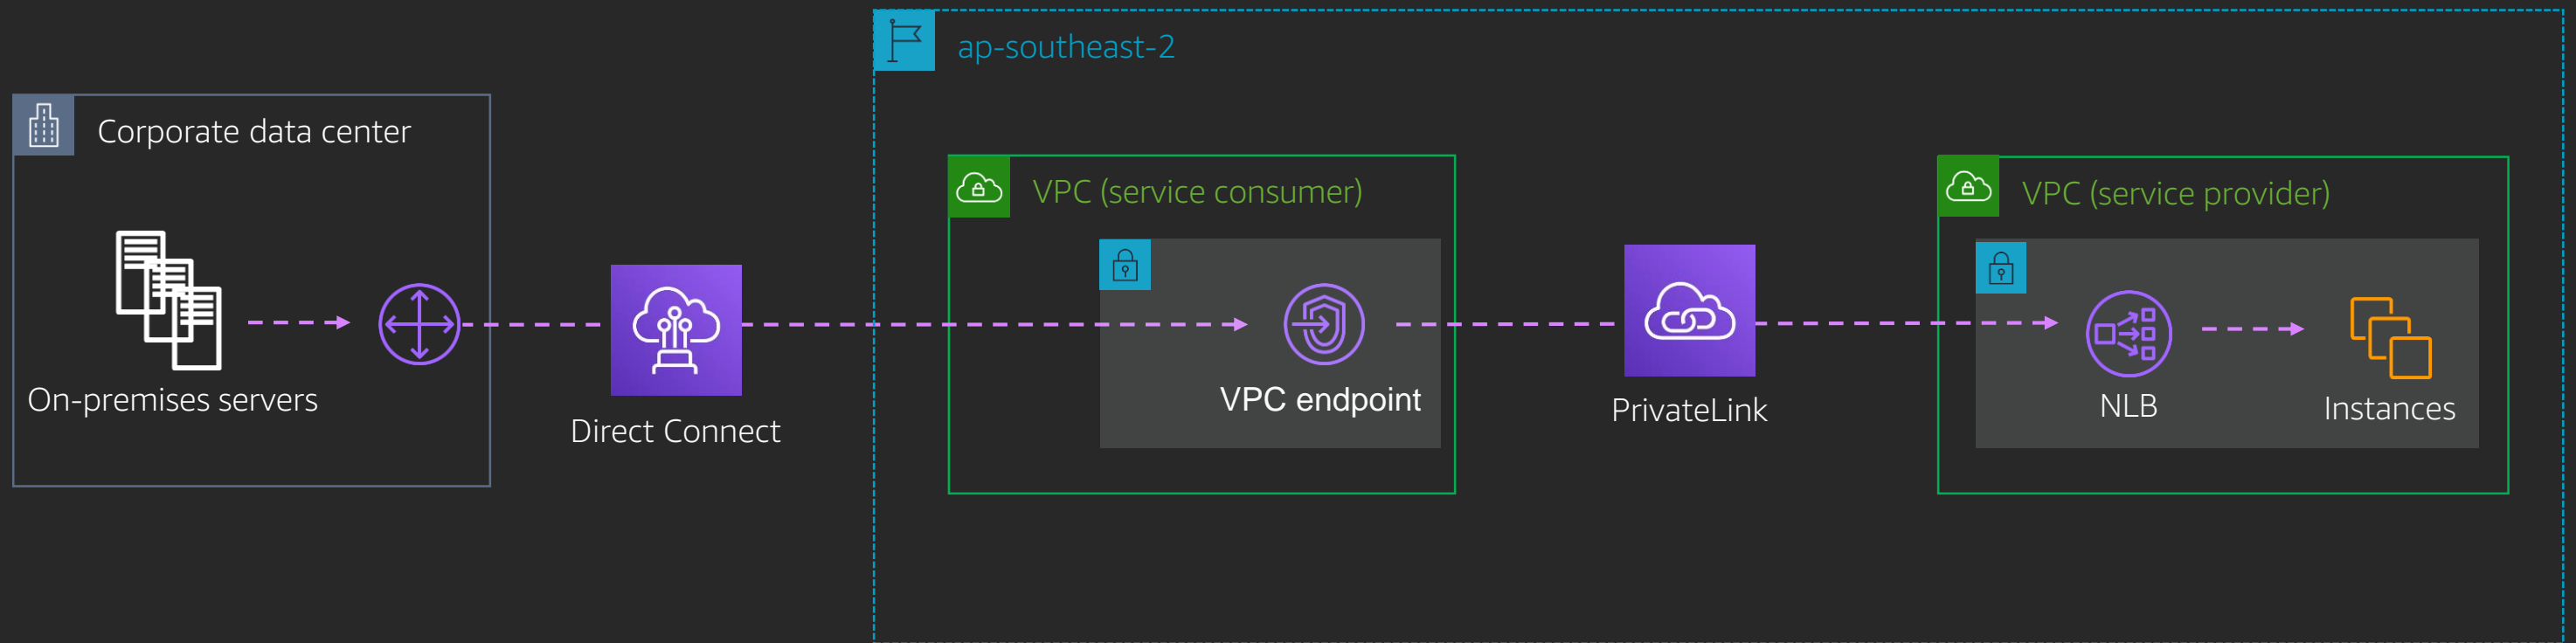 ap-southeast-2
Corporate data center
On-premises servers
Direct Connect
VPC (service consumer)
VPC endpoint
PrivateLink
VPC (service provider)
NLB
Instances